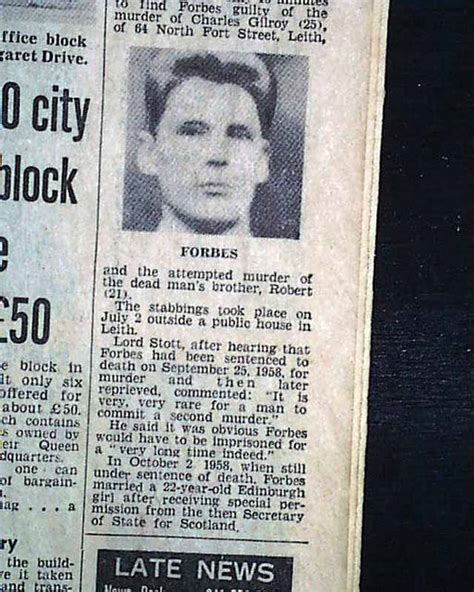 to find Forbes guilty of the
murder of Charles Gilroy (25),
of 64 North Fort Street, Leith,
FORBES
and the attempted murder of
the dead man's brother, Robert
(21).
The stabbings took place on
July 2 outside a public house in
Leith.
Lord Stott, after hearing that
Forbes had been sentenced to
death on September 25, 1958, for
murder and then later
reprieved, commented: "It is
very, very rare for a man to
commit a second murder."
He said it was obvious Forbes
would have to be imprisoned for
a "very long time indeed."
In October 2, 1958, when still
under sentence of death, Forbes
married a 22-year-old Edinburgh
girl after receiving special per-
mission from the then Secretary
of State for Scotland.
LATE NEWS
News Desk
ffice block
garet Drive.
0 city
block
e
£50
e block in
it only six
offered for
about £50.
ch contains
s owned by
eir Queen
dquarters.
one can
of bargain-
mag . . . a
ry
the build-
ve it taken
and trans-